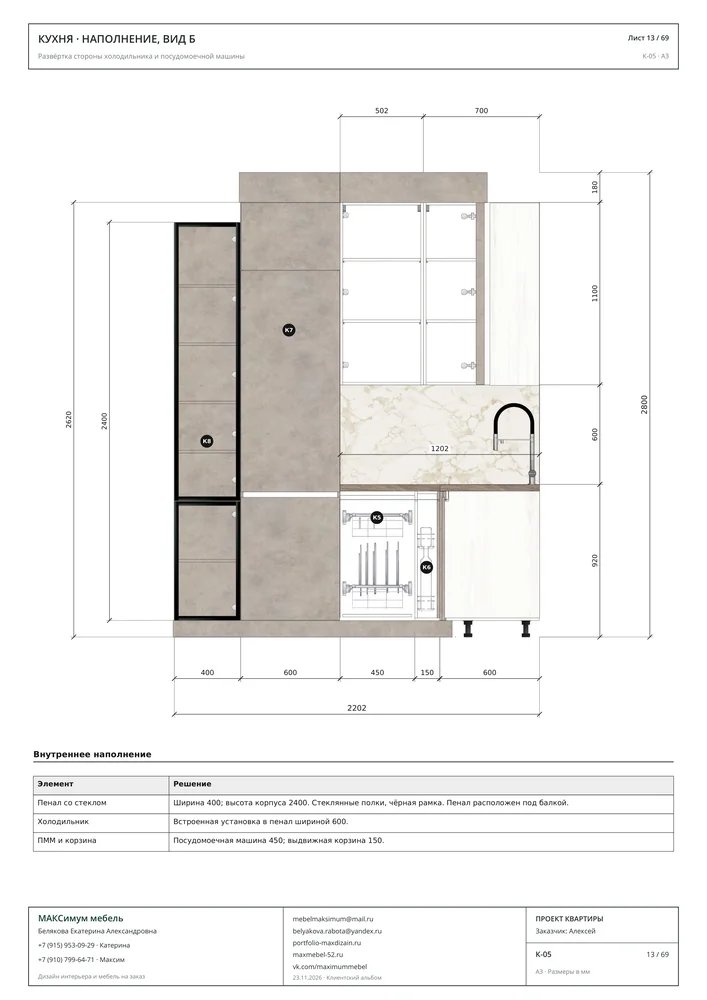 КУХНЯ · НАПОЛНЕНИЕ, ВИД Б
Лист 13 / 69
Развёртка стороны холодильника и посудомоечной машины
К-05 · А3
502
700
180
1100
2800
2620
2400
600
1202
920
К7
К8
К5
К6
400
600
450
150
600
2202
Внутреннее наполнение
Элемент
Решение
Пенал со стеклом
Ширина 400; высота корпуса 2400. Стеклянные полки, чёрная рамка. Пенал расположен под балкой.
Холодильник
Встроенная установка в пенал шириной 600.
ПММ и корзина
Посудомоечная машина 450; выдвижная корзина 150.
МАКСимум мебель
Белякова Екатерина Александровна
+7 (915) 953-09-29 · Катерина
+7 (910) 799-64-71 · Максим
Дизайн интерьера и мебель на заказ
mebelmaksimum@mail.ru
belyakova.rabota@yandex.ru
portfolio-maxdizain.ru
maxmebel-52.ru
vk.com/maximummebel
23.11.2026 · Клиентский альбом
ПРОЕКТ КВАРТИРЫ
Заказчик: Алексей
К-05
13 / 69
А3 · Размеры в мм